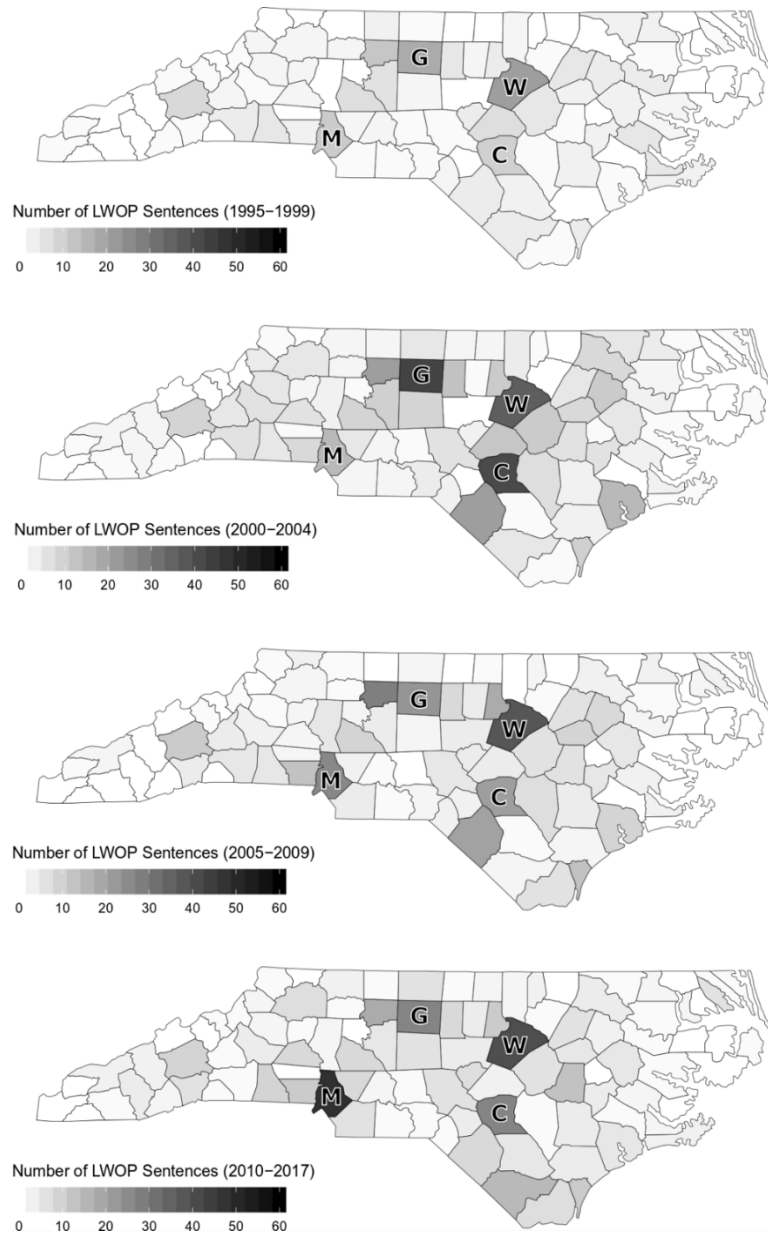 G
W
M
C
Number of LWOP Sentences (1995−1999)
0 10 20 30 40 50 60
G
W
M
C
Number of LWOP Sentences (2000−2004)
0 10 20 30 40 50 60
G
W
M
C
Number of LWOP Sentences (2005−2009)
0 10 20 30 40 50 60
G
W
M
C
Number of LWOP Sentences (2010−2017)
0 10 20 30 40 50 60